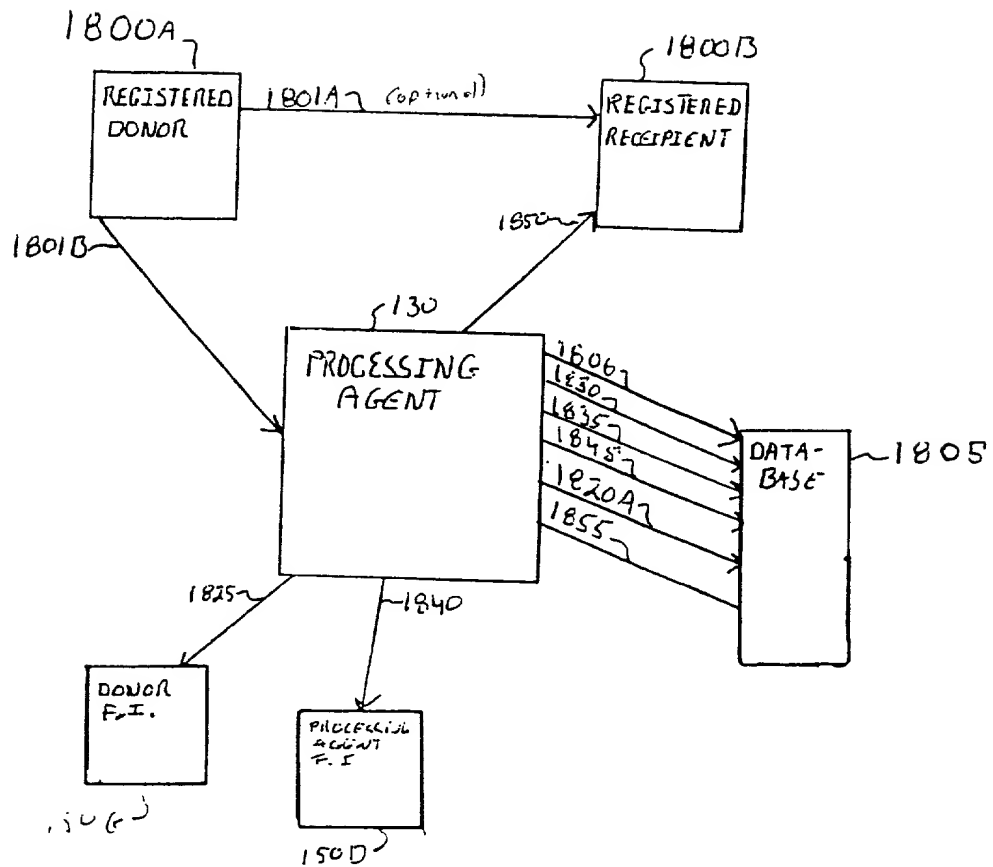 1800A
1800B
REGISTERED
DONOR
1801A (optional)
REGISTERED
RECEIPIENT
1801B
1850
130
PROCESSING
AGENT
1806
1830
1835
1845
1820A
1855
DATA-
BASE
1805
1825
1840
DONOR
F.I.
PROCESSING
AGENT
F.I
150D